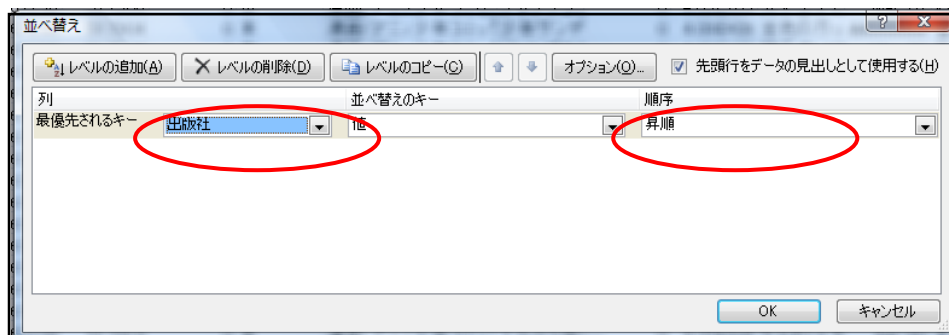 並べ替え
レベルの追加(A) レベルの削除(D) レベルのコピー(C) オプション(O)... 先頭行をデータの見出しとして使用する(H)
列 並べ替えのキー 順序
最優先されるキー 出版社 値 昇順
OK キャンセル